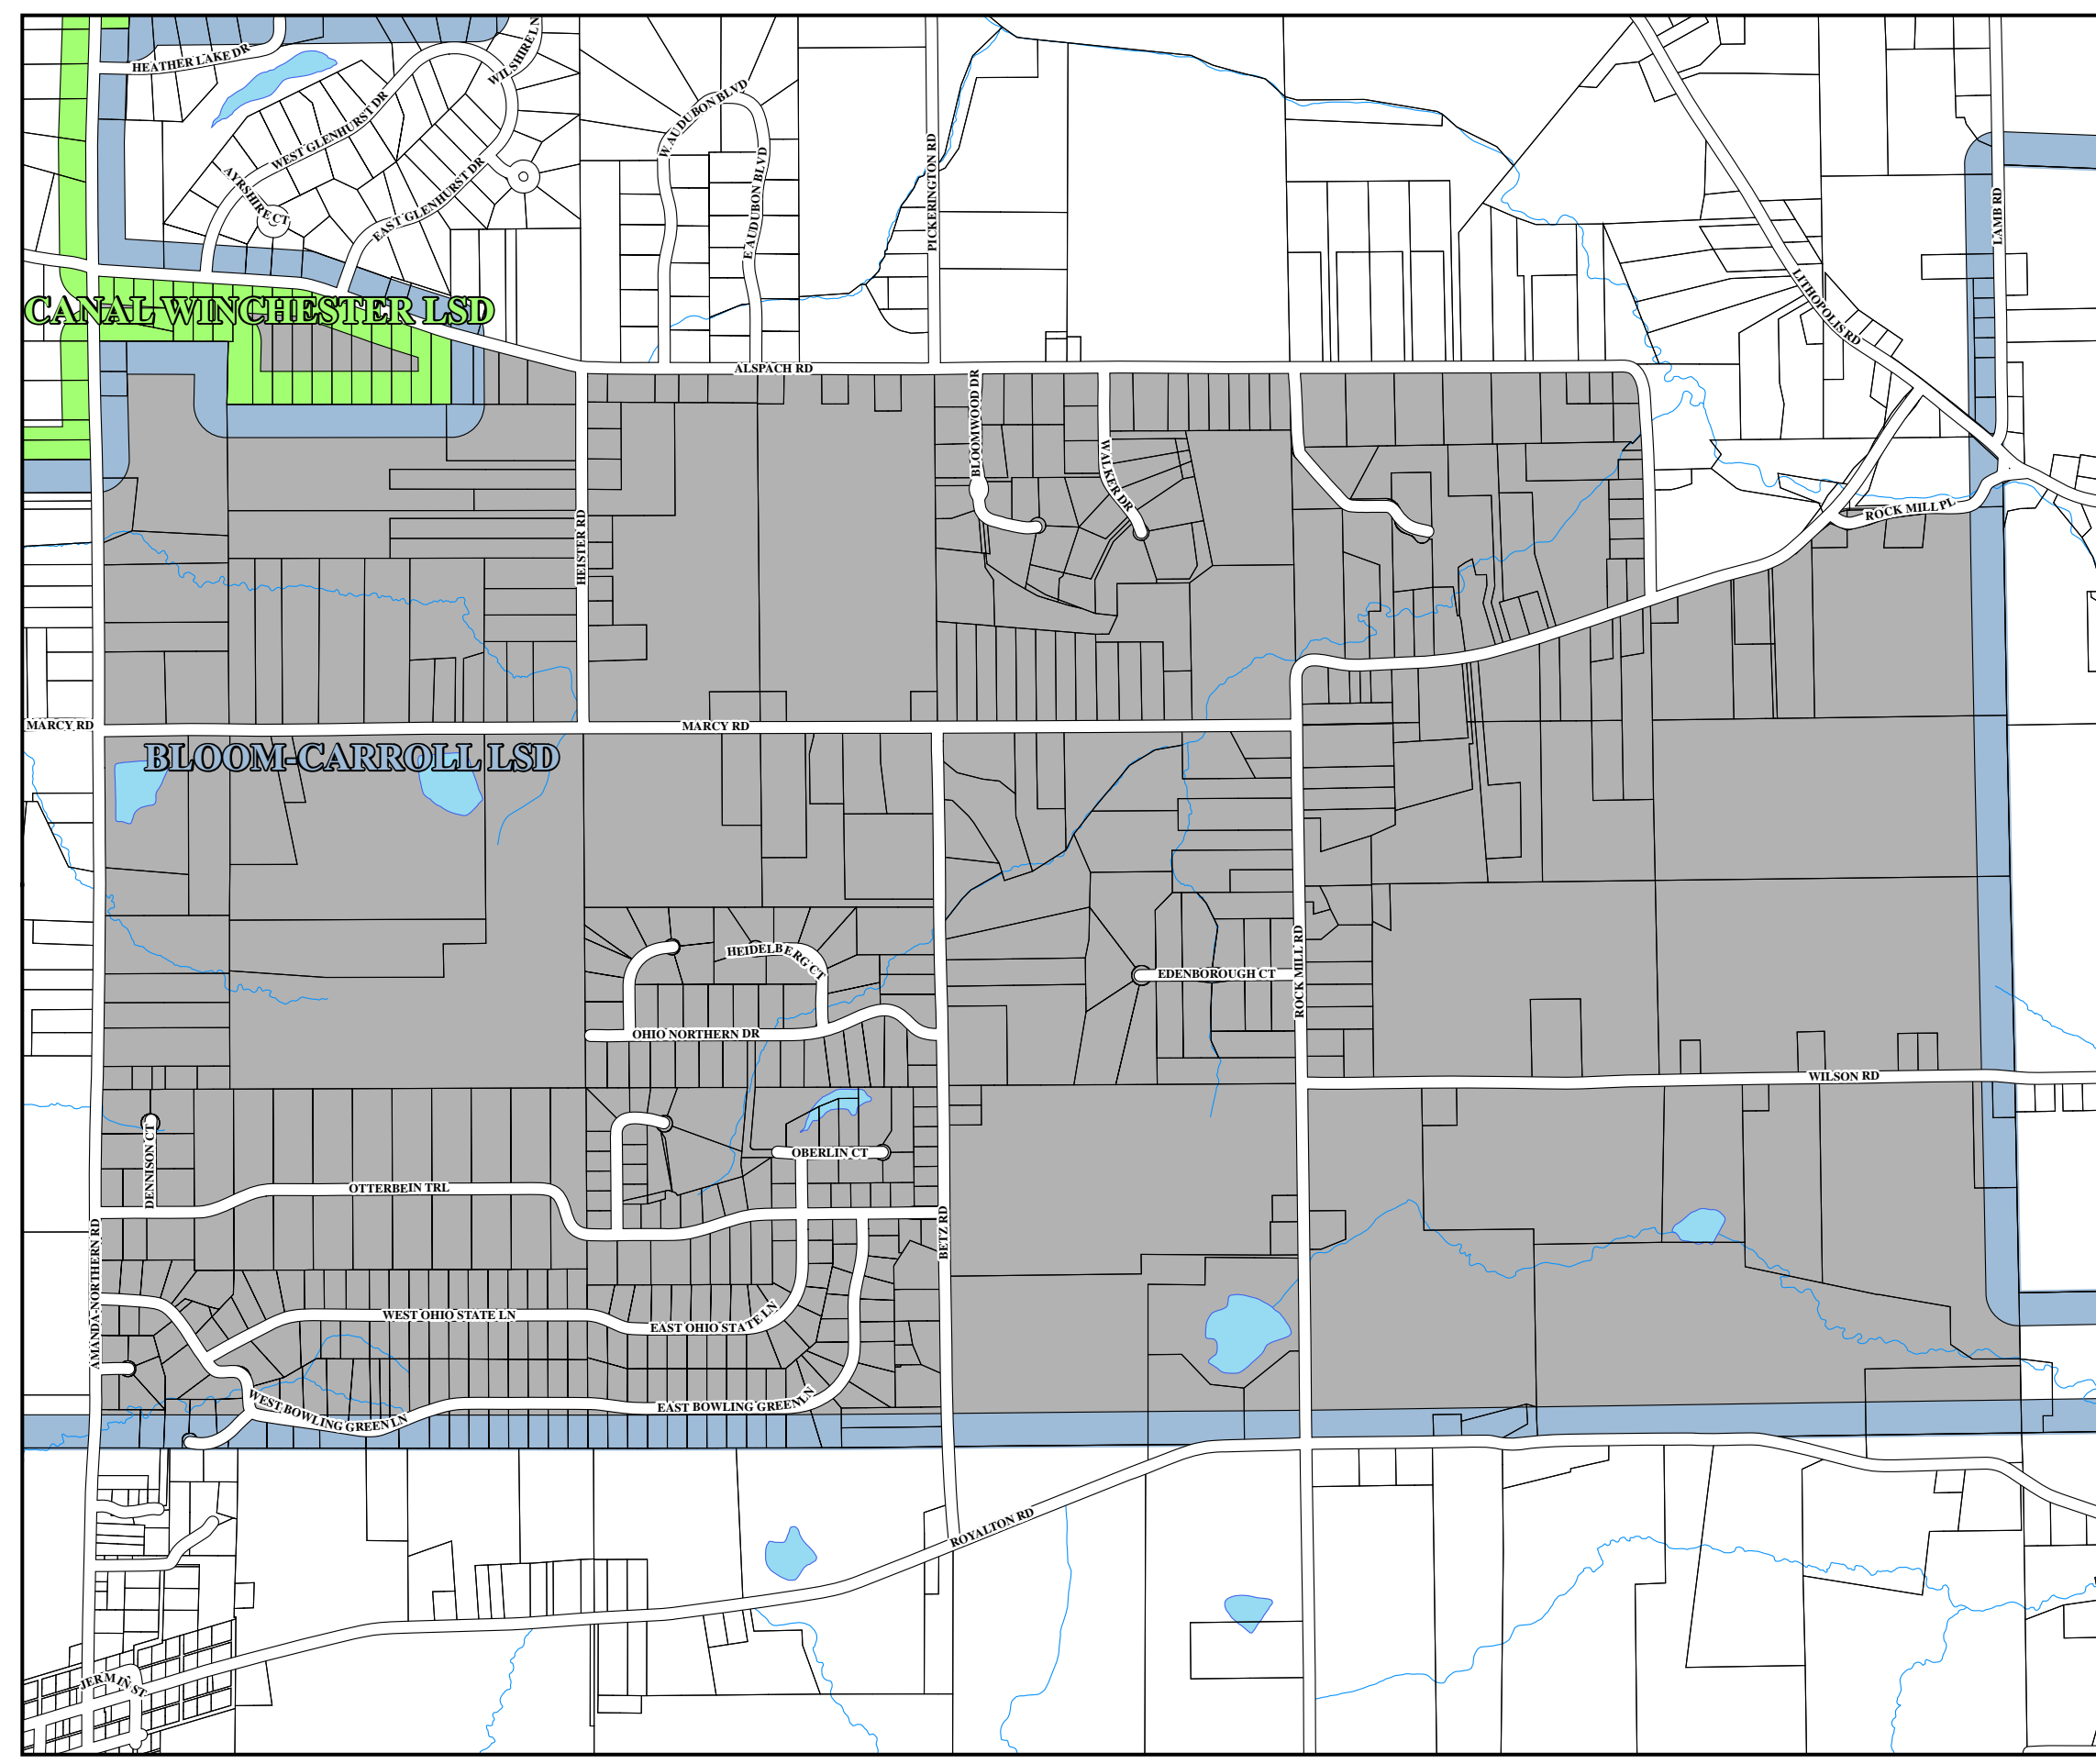 HEATHER LAKE DR
WILSHIRE LN
WEST GLENHURST DR
W AUDUBON BLVD
AYRSHIRE CT
EAST GLENHURST DR
E AUDUBON BLVD
PICKERINGTON RD
LAMB RD
CANAL WINCHESTER LSD
LITHOPOLIS RD
ALSPACH RD
BLOOMWOOD DR
WALKER DR
HEISTER RD
ROCK MILL PL
MARCY RD
MARCY RD
BLOOM-CARROLL LSD
HEIDELBERG CT
EDENBOROUGH CT
ROCK MILL RD
OHIO NORTHERN DR
WILSON RD
DENNISON CT
OBERLIN CT
OTTERBEIN TRL
BETZ RD
AMANDA-NORTHERN RD
WEST OHIO STATE LN
EAST OHIO STATE LN
WEST BOWLING GREEN LN
EAST BOWLING GREEN LN
ROYALTON RD
JERMIN ST